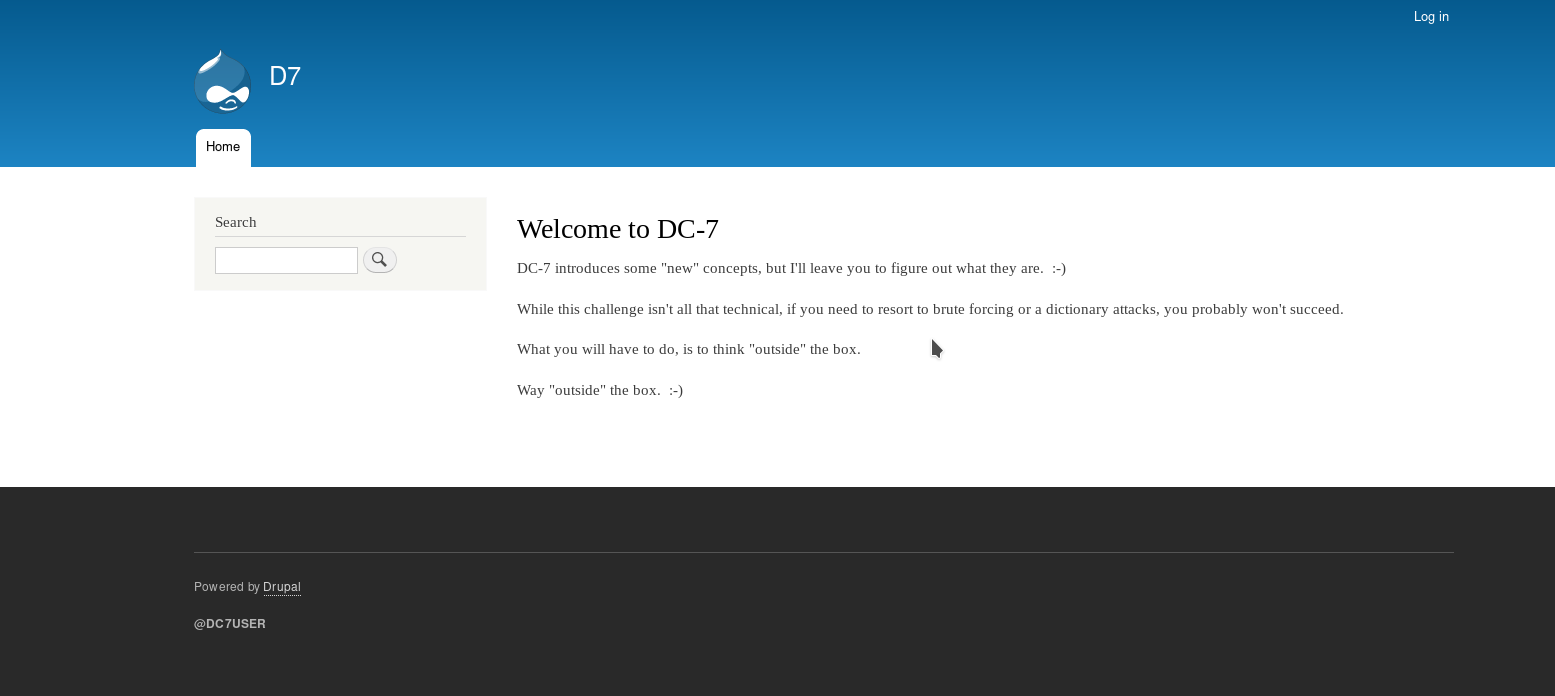 Log in
D7
Home
Search
Welcome to DC-7
DC-7 introduces some "new" concepts, but I'll leave you to figure out what they are.  :-)
While this challenge isn't all that technical, if you need to resort to brute forcing or a dictionary attacks, you probably won't succeed.
What you will have to do, is to think "outside" the box.
Way "outside" the box.  :-)
Powered by Drupal
@DC7USER